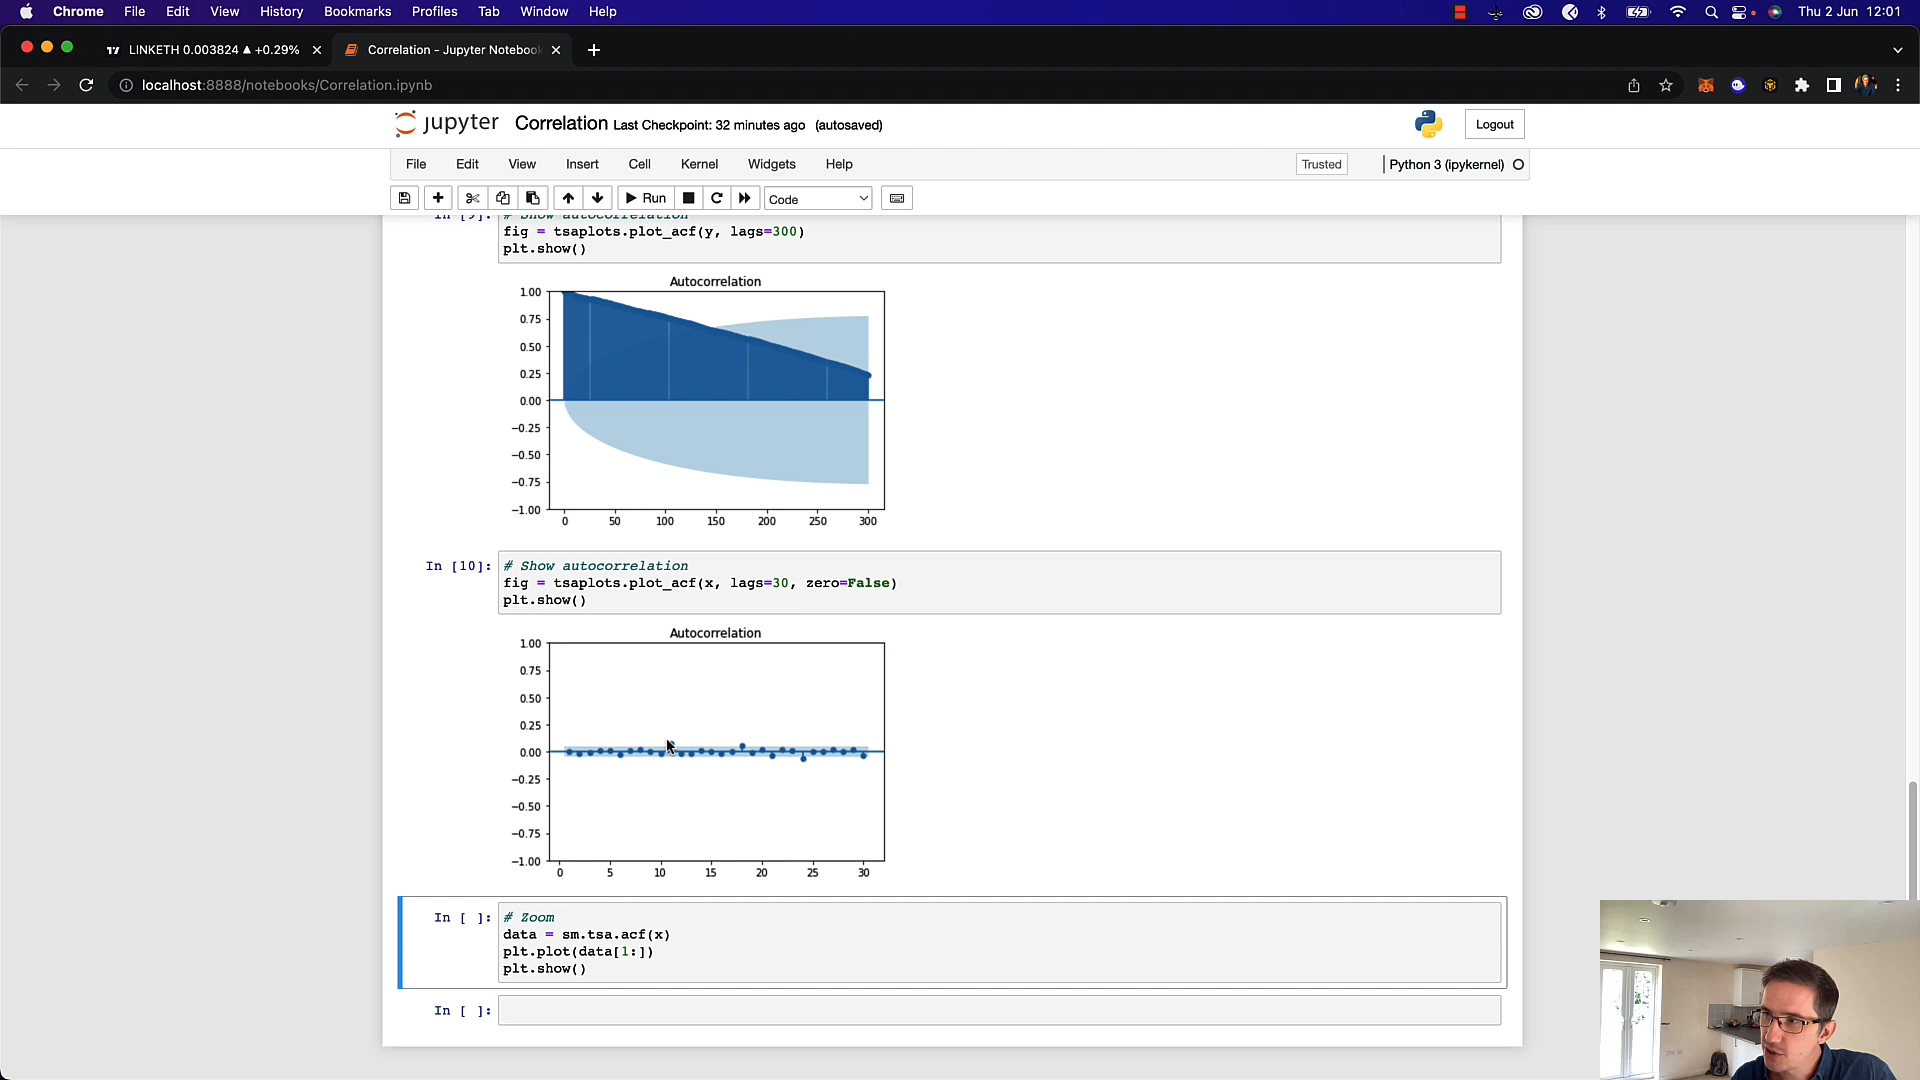 Chrome File Edit View History Bookmarks Profiles Tab Window Help Thu 2 Jun 12:01
LINKETH 0.003824 ▲ +0.29% Correlation - Jupyter Noteboo
localhost:8888/notebooks/Correlation.ipynb
jupyter Correlation Last Checkpoint: 32 minutes ago (autosaved) Logout
File Edit View Insert Cell Kernel Widgets Help Trusted Python 3 (ipykernel)
Run Code
In [9]: # Show autocorrelation
fig = tsaplots.plot_acf(y, lags=300)
plt.show()
Autocorrelation
1.00
0.75
0.50
0.25
0.00
−0.25
−0.50
−0.75
−1.00
0 50 100 150 200 250 300
In [10]: # Show autocorrelation
fig = tsaplots.plot_acf(x, lags=30, zero=False)
plt.show()
Autocorrelation
1.00
0.75
0.50
0.25
0.00
−0.25
−0.50
−0.75
−1.00
0 5 10 15 20 25 30
In [ ]: # Zoom
data = sm.tsa.acf(x)
plt.plot(data[1:])
plt.show()
In [ ]: